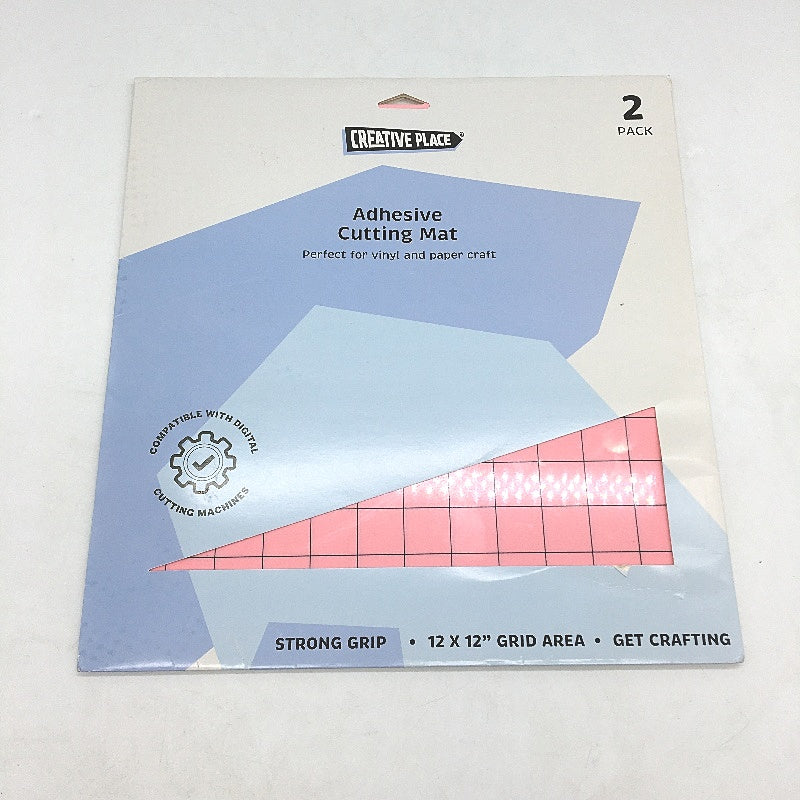 2
PACK
CREATIVE PLACE®
Adhesive
Cutting Mat
Perfect for vinyl and paper craft
COMPATIBLE WITH DIGITAL
CUTTING MACHINES
STRONG GRIP • 12 X 12” GRID AREA • GET CRAFTING